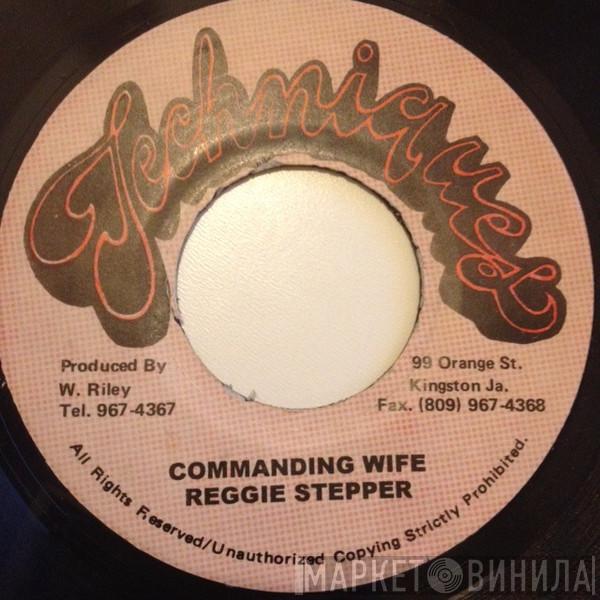 Techniques
Produced By
W. Riley
Tel. 967-4367
99 Orange St.
Kingston Ja.
Fax. (809) 967-4368
COMMANDING WIFE
REGGIE STEPPER
All Rights Reserved/Unauthorized Copying Strictly Prohibited.
МАРКЕТ ВИНИЛА